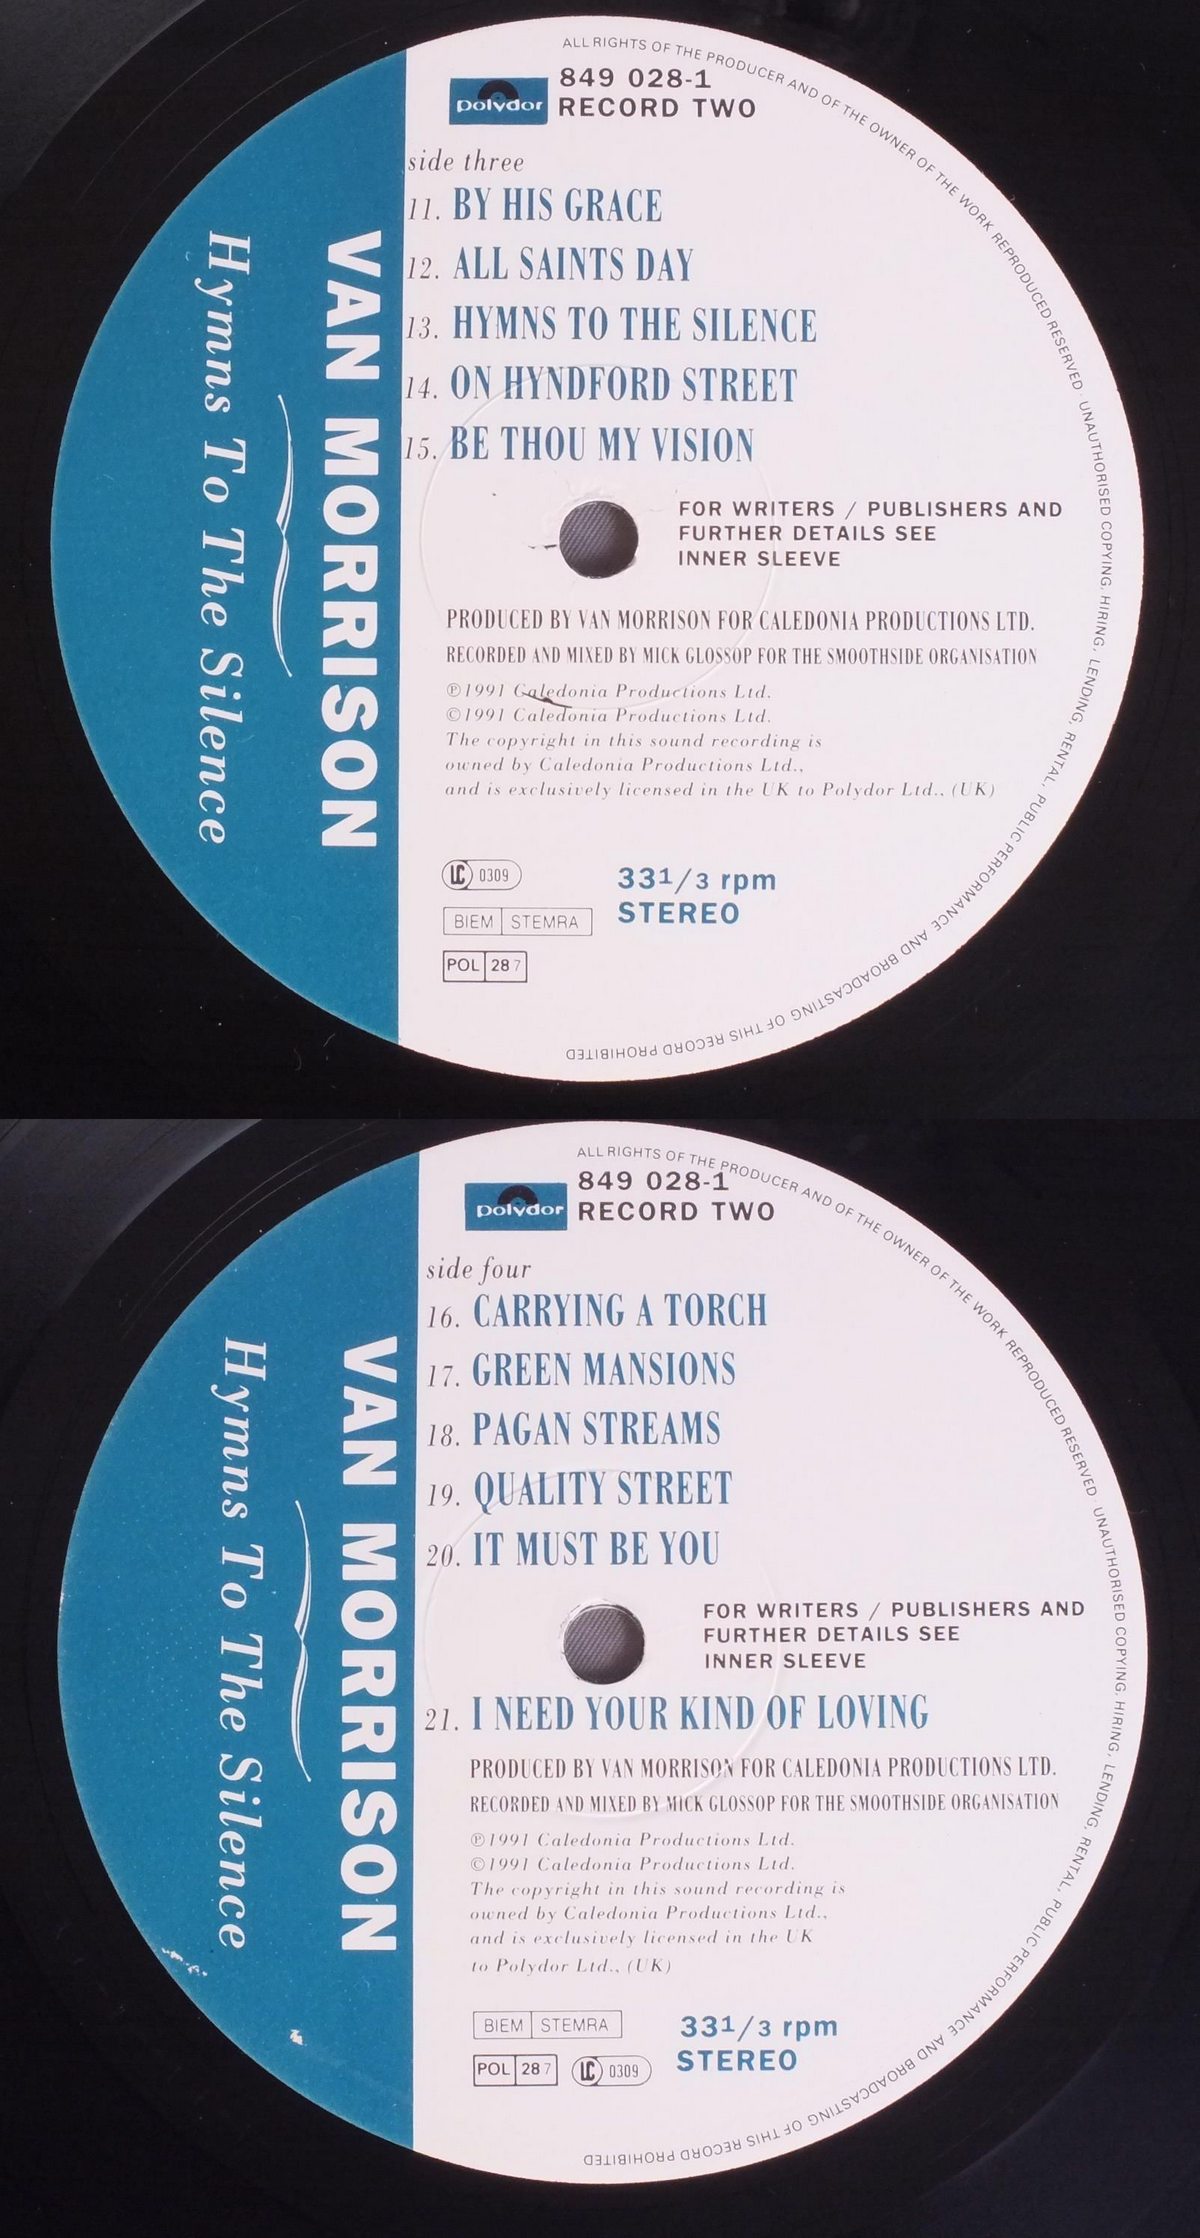 ALL RIGHTS OF THE PRODUCER AND OF THE OWNER OF THE WORK REPRODUCED RESERVED · UNAUTHORISED COPYING, HIRING, LENDING, RENTAL, PUBLIC PERFORMANCE AND BROADCASTING OF THIS RECORD PROHIBITED
polydor
849 028-1
RECORD TWO
VAN MORRISON
Hymns To The Silence
side three
11. BY HIS GRACE
12. ALL SAINTS DAY
13. HYMNS TO THE SILENCE
14. ON HYNDFORD STREET
15. BE THOU MY VISION
FOR WRITERS / PUBLISHERS AND
FURTHER DETAILS SEE
INNER SLEEVE
PRODUCED BY VAN MORRISON FOR CALEDONIA PRODUCTIONS LTD.
RECORDED AND MIXED BY MICK GLOSSOP FOR THE SMOOTHSIDE ORGANISATION
℗1991 Caledonia Productions Ltd.
©1991 Caledonia Productions Ltd.
The copyright in this sound recording is
owned by Caledonia Productions Ltd.,
and is exclusively licensed in the UK to Polydor Ltd., (UK)
LC 0309
BIEM STEMRA
POL 287
33 1/3 rpm
STEREO
ALL RIGHTS OF THE PRODUCER AND OF THE OWNER OF THE WORK REPRODUCED RESERVED · UNAUTHORISED COPYING, HIRING, LENDING, RENTAL, PUBLIC PERFORMANCE AND BROADCASTING OF THIS RECORD PROHIBITED
polydor
849 028-1
RECORD TWO
VAN MORRISON
Hymns To The Silence
side four
16. CARRYING A TORCH
17. GREEN MANSIONS
18. PAGAN STREAMS
19. QUALITY STREET
20. IT MUST BE YOU
FOR WRITERS / PUBLISHERS AND
FURTHER DETAILS SEE
INNER SLEEVE
21. I NEED YOUR KIND OF LOVING
PRODUCED BY VAN MORRISON FOR CALEDONIA PRODUCTIONS LTD.
RECORDED AND MIXED BY MICK GLOSSOP FOR THE SMOOTHSIDE ORGANISATION
℗1991 Caledonia Productions Ltd.
©1991 Caledonia Productions Ltd.
The copyright in this sound recording is
owned by Caledonia Productions Ltd.,
and is exclusively licensed in the UK
to Polydor Ltd., (UK)
BIEM STEMRA
POL 287 LC 0309
33 1/3 rpm
STEREO